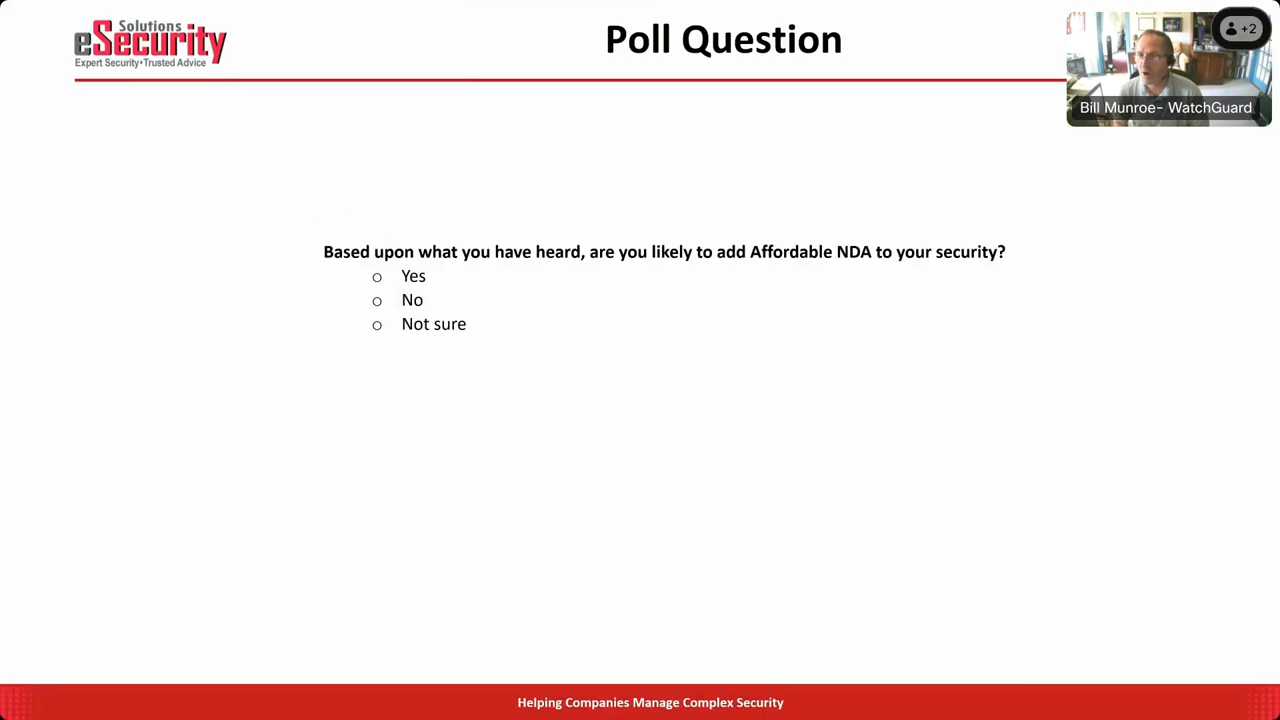 Solutions
eSecurity
Expert Security•Trusted Advice
Poll Question
+2
Bill Munroe- WatchGuard
Based upon what you have heard, are you likely to add Affordable NDA to your security?
o Yes
o No
o Not sure
Helping Companies Manage Complex Security